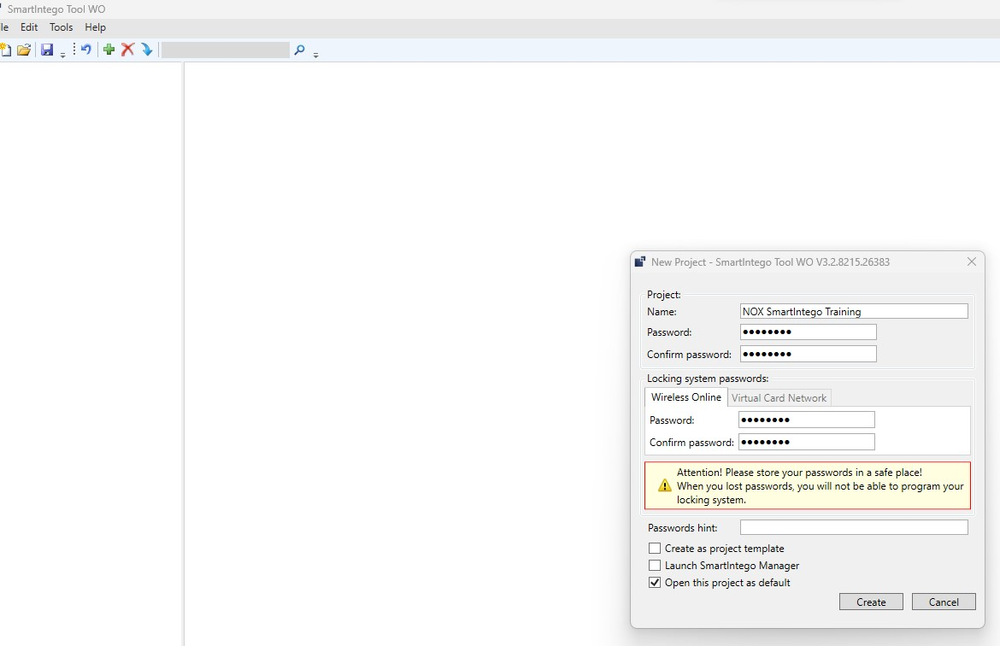 SmartIntego Tool WO
le Edit Tools Help
New Project - SmartIntego Tool WO V3.2.8215.26383
Project:
Name: NOX SmartIntego Training
Password: ●●●●●●●●
Confirm password: ●●●●●●●●
Locking system passwords:
Wireless Online Virtual Card Network
Password: ●●●●●●●●
Confirm password: ●●●●●●●●
Attention! Please store your passwords in a safe place!
When you lost passwords, you will not be able to program your
locking system.
Passwords hint:
Create as project template
Launch SmartIntego Manager
Open this project as default
Create Cancel